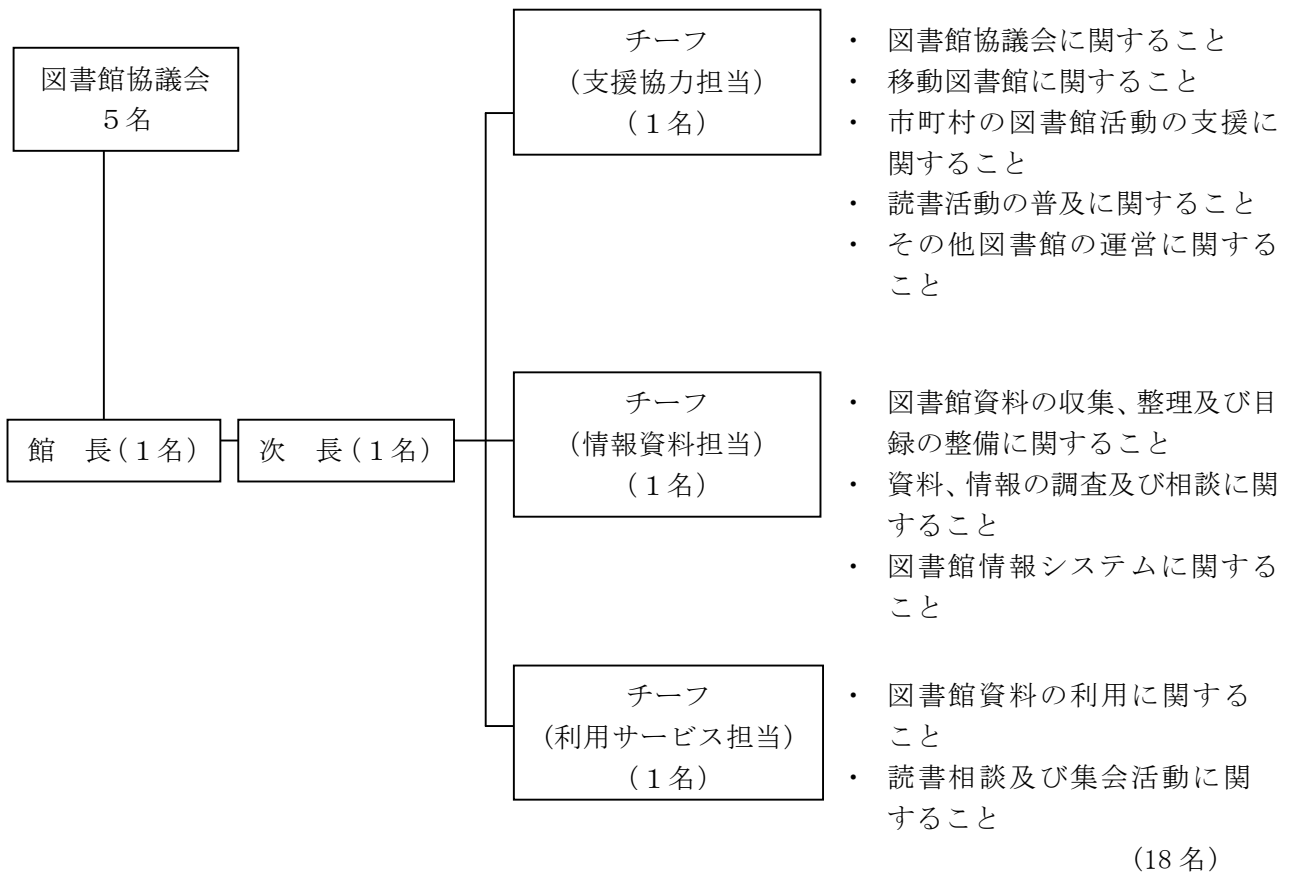 図書館協議会
５名
館　長(１名)
次　長(１名)
チーフ
(支援協力担当)
(１名)
・ 図書館協議会に関すること
・ 移動図書館に関すること
・ 市町村の図書館活動の支援に
関すること
・ 読書活動の普及に関すること
・ その他図書館の運営に関する
こと
チーフ
(情報資料担当)
(１名)
・ 図書館資料の収集、整理及び目
録の整備に関すること
・ 資料、情報の調査及び相談に関
すること
・ 図書館情報システムに関する
こと
チーフ
(利用サービス担当)
(１名)
・ 図書館資料の利用に関する
こと
・ 読書相談及び集会活動に関
すること
(18 名)